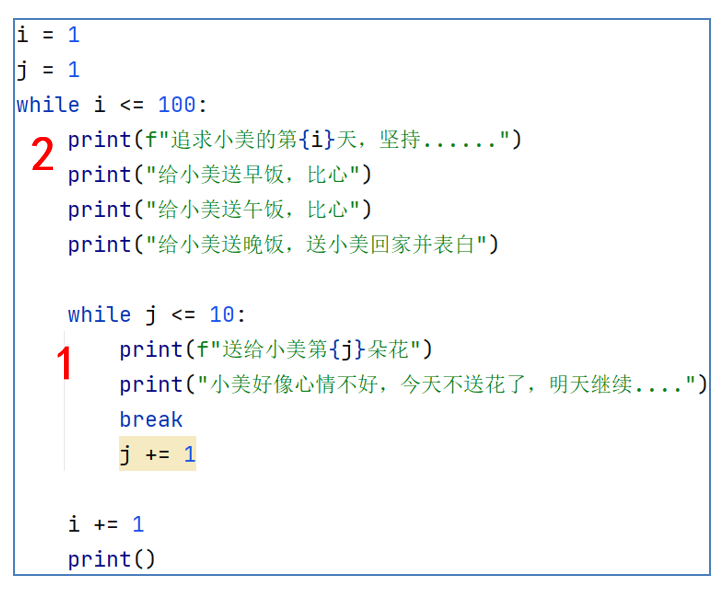 i = 1
j = 1
while i <= 100:
2
    print(f"追求小美的第{i}天，坚持......")
    print("给小美送早饭，比心")
    print("给小美送午饭，比心")
    print("给小美送晚饭，送小美回家并表白")
    while j <= 10:
1
        print(f"送给小美第{j}朵花")
        print("小美好像心情不好，今天不送花了，明天继续....")
        break
        j += 1
    i += 1
    print()